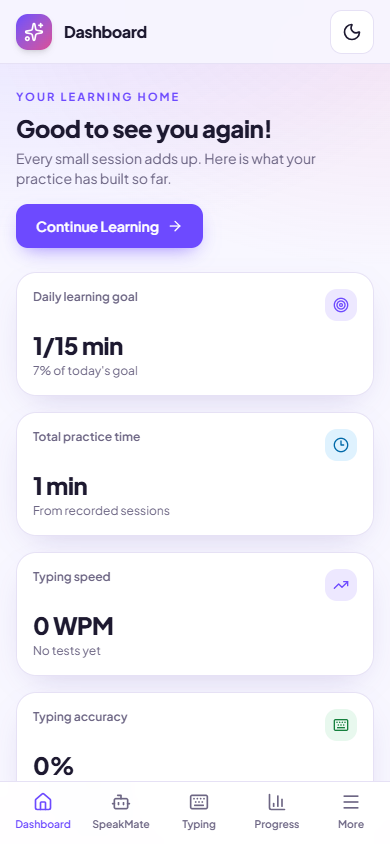 Dashboard
YOUR LEARNING HOME
Good to see you again!
Every small session adds up. Here is what your
practice has built so far.
Continue Learning
Daily learning goal
1/15 min
7% of today's goal
Total practice time
1 min
From recorded sessions
Typing speed
0 WPM
No tests yet
Typing accuracy
0%
Dashboard
SpeakMate
Typing
Progress
More